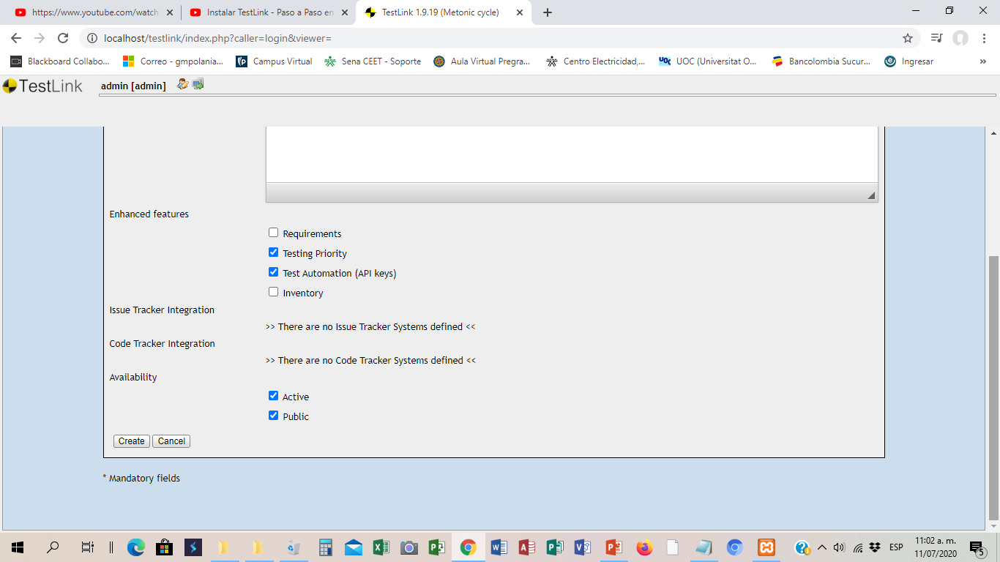 https://www.youtube.com/watch
Instalar TestLink - Paso a Paso en
TestLink 1.9.19 (Metonic cycle)
localhost/testlink/index.php?caller=login&viewer=
Blackboard Collabo...
Correo - gmpolania...
Campus Virtual
Sena CEET - Soporte
Aula Virtual Pregra...
Centro Electricidad,...
UOC (Universitat O...
Bancolombia Sucur...
Ingresar
TestLink
admin [admin]
Enhanced features
Requirements
Testing Priority
Test Automation (API keys)
Inventory
Issue Tracker Integration
>> There are no Issue Tracker Systems defined <<
Code Tracker Integration
>> There are no Code Tracker Systems defined <<
Availability
Active
Public
Create Cancel
* Mandatory fields
ESP
11:02 a. m.
11/07/2020
5